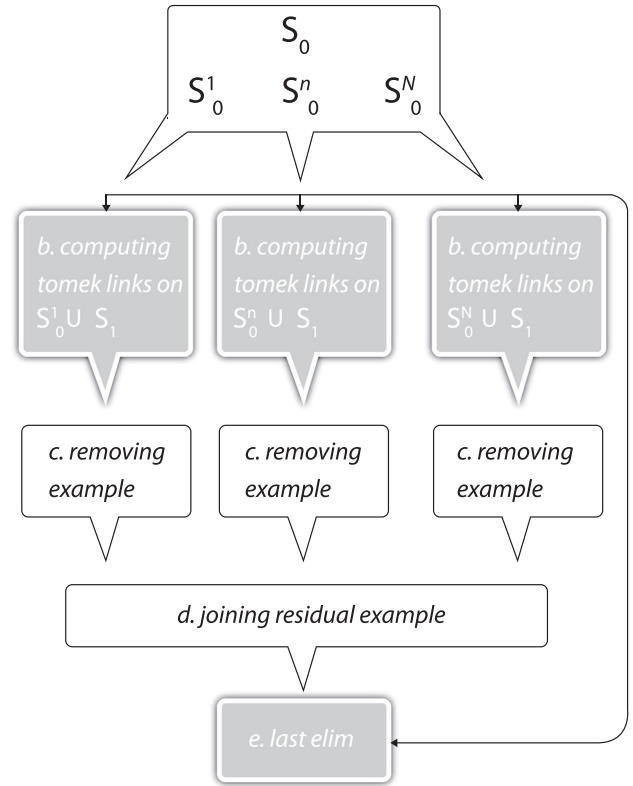 S₀
S¹₀ Sⁿ₀ Sᴺ₀
b. computing
tomek links on
S¹₀ U S₁
b. computing
tomek links on
Sⁿ₀ U S₁
b. computing
tomek links on
Sᴺ₀ U S₁
c. removing
example
c. removing
example
c. removing
example
d. joining residual example
e. last elim